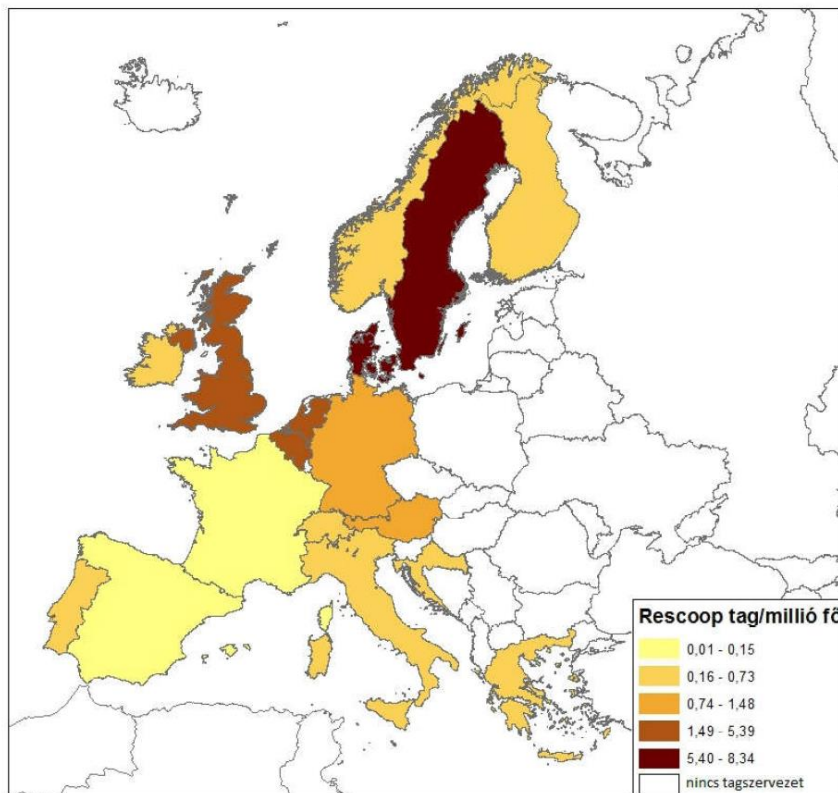 Rescoop tag/millió fő
0,01 - 0,15
0,16 - 0,73
0,74 - 1,48
1,49 - 5,39
5,40 - 8,34
nincs tagszervezet